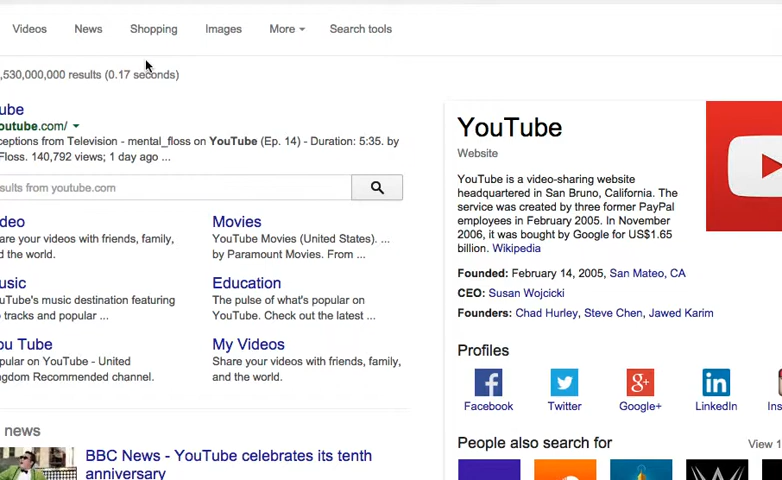 Videos News Shopping Images More Search tools
,530,000,000 results (0.17 seconds)
ube
outube.com/
ceptions from Television - mental_floss on YouTube (Ep. 14) - Duration: 5:35. by
Floss. 140,792 views; 1 day ago ...
sults from youtube.com
deo
are your videos with friends, family,
nd the world.
Movies
YouTube Movies (United States). ...
by Paramount Movies. From ...
usic
uTube's music destination featuring
o tracks and popular ...
Education
The pulse of what's popular on
YouTube. Check out the latest ...
ou Tube
pular on YouTube - United
ngdom Recommended channel.
My Videos
Share your videos with friends, family,
and the world.
news
BBC News - YouTube celebrates its tenth
anniversary
YouTube
Website
YouTube is a video-sharing website
headquartered in San Bruno, California. The
service was created by three former PayPal
employees in February 2005. In November
2006, it was bought by Google for US$1.65
billion. Wikipedia
Founded: February 14, 2005, San Mateo, CA
CEO: Susan Wojcicki
Founders: Chad Hurley, Steve Chen, Jawed Karim
Profiles
Facebook Twitter Google+ LinkedIn Ins
People also search for View 1